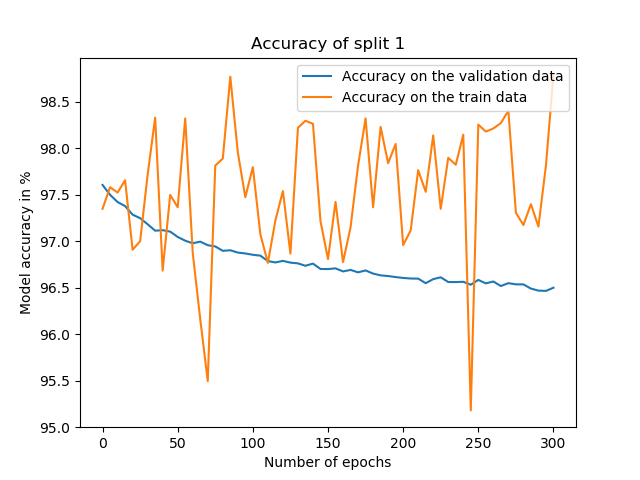 Accuracy of split 1
Accuracy on the validation data
Accuracy on the train data
98.5
98.0
97.5
97.0
96.5
96.0
95.5
95.0
Model accuracy in %
0 50 100 150 200 250 300
Number of epochs